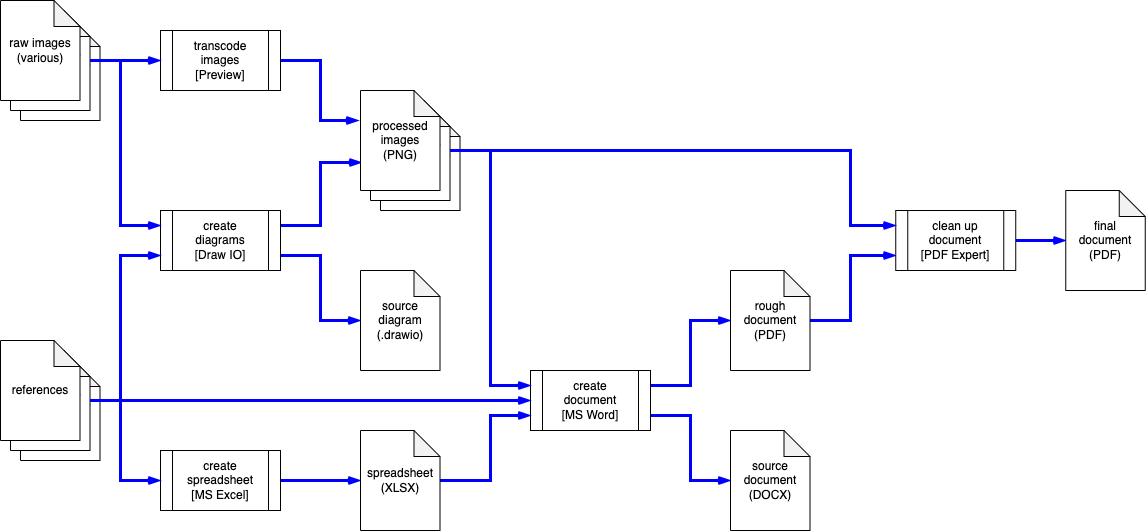 raw images
(various)
transcode
images
[Preview]
processed
images
(PNG)
create
diagrams
[Draw IO]
clean up
document
[PDF Expert]
final
document
(PDF)
source
diagram
(.drawio)
rough
document
(PDF)
references
create
document
[MS Word]
create
spreadsheet
[MS Excel]
spreadsheet
(XLSX)
source
document
(DOCX)